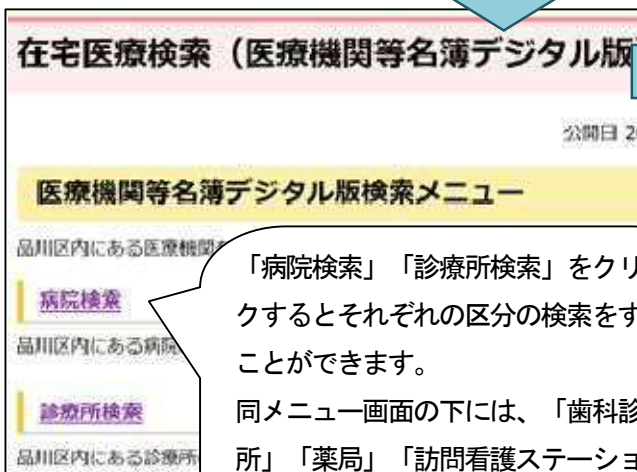 在宅医療検索（医療機関等名簿デジタル版
公開日 2
医療機関等名簿デジタル版検索メニュー
品川区内にある医療機関
病院検索
品川区内にある病院
診療所検索
品川区内にある診療所
「病院検索」「診療所検索」をクリ
クするとそれぞれの区分の検索をす
ことができます。
同メニュー画面の下には、「歯科診
所」「薬局」「訪問看護ステーショ